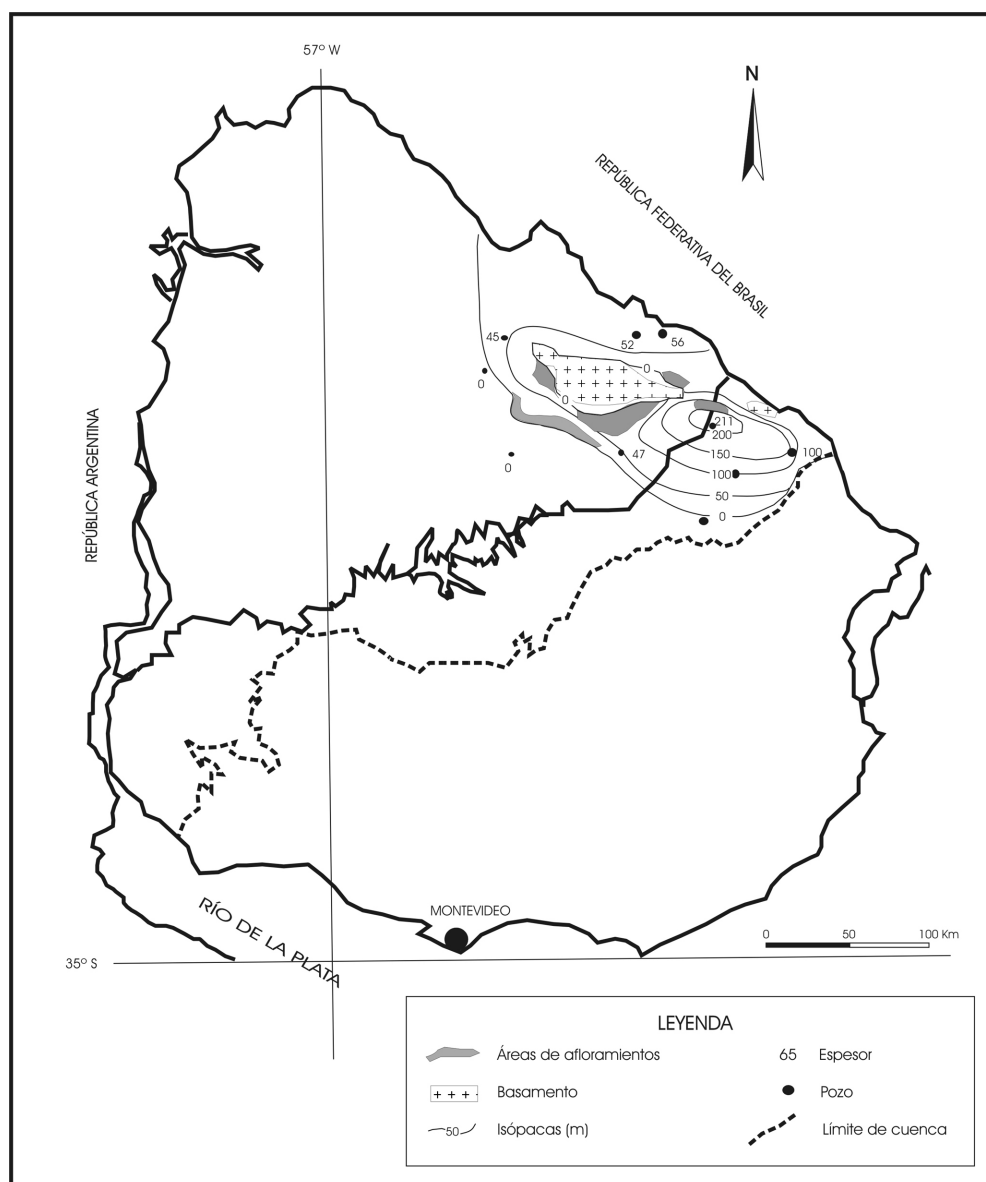 57° W
N
REPÚBLICA FEDERATIVA DEL BRASIL
45
52
56
0
0
0
211
200
REPÚBLICA ARGENTINA
47
150
100
0
100
50
0
MONTEVIDEO
RÍO DE LA PLATA
0 50 100 Km
35° S
LEYENDA
Áreas de afloramientos
65 Espesor
Basamento
Pozo
50 Isópacas (m)
Límite de cuenca